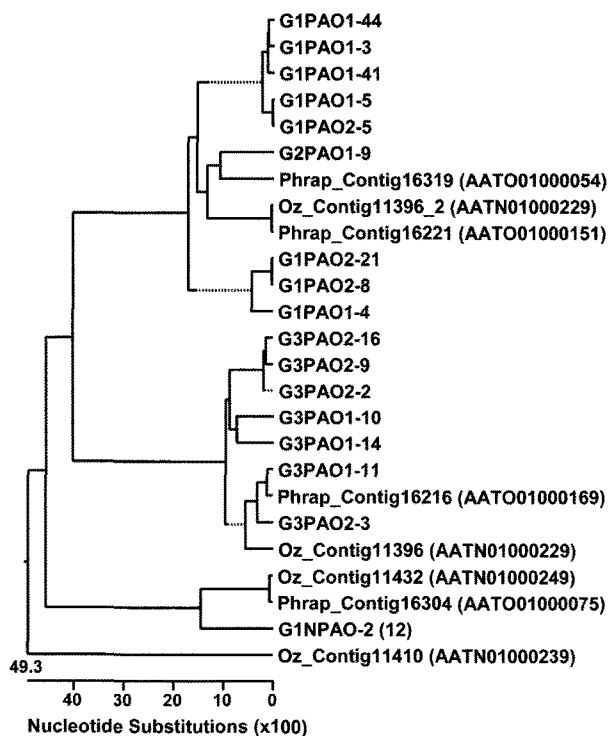 G1PAO1-44
G1PAO1-3
G1PAO1-41
G1PAO1-5
G1PAO2-5
G2PAO1-9
Phrap_Contig16319 (AATO01000054)
Oz_Contig11396_2 (AATN01000229)
Phrap_Contig16221 (AATO01000151)
G1PAO2-21
G1PAO2-8
G1PAO1-4
G3PAO2-16
G3PAO2-9
G3PAO2-2
G3PAO1-10
G3PAO1-14
G3PAO1-11
Phrap_Contig16216 (AATO01000169)
G3PAO2-3
Oz_Contig11396 (AATN01000229)
Oz_Contig11432 (AATN01000249)
Phrap_Contig16304 (AATO01000075)
G1NPAO-2 (12)
Oz_Contig11410 (AATN01000239)
49.3
40 30 20 10 0
Nucleotide Substitutions (x100)